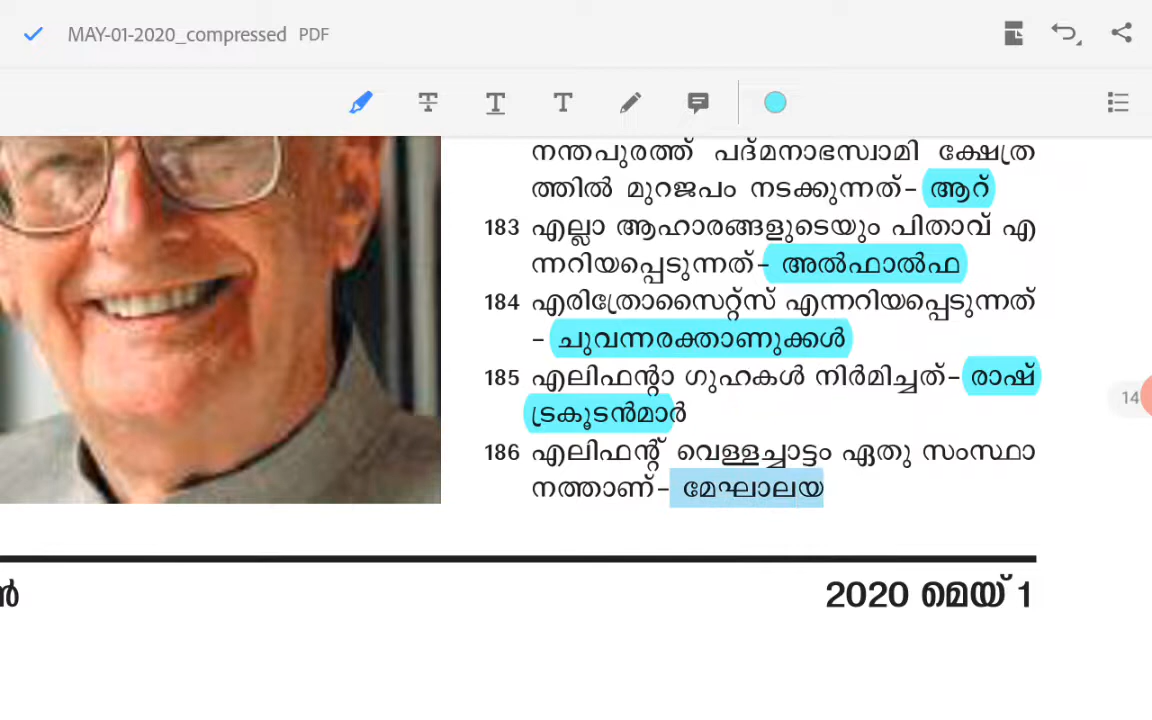 MAY-01-2020_compressed PDF
നന്തപുരത്ത് പദ്മനാഭസ്വാമി ക്ഷേത്ര
ത്തിൽ മുറജപം നടക്കുന്നത്- ആറ്
183 എല്ലാ ആഹാരങ്ങളുടെയും പിതാവ് എ
ന്നറിയപ്പെടുന്നത്- അൽഫാൽഫ
184 എരിത്രോസൈറ്റ്സ് എന്നറിയപ്പെടുന്നത്
- ചുവന്നരക്താണുക്കൾ
185 എലിഫന്റാ ഗുഹകൾ നിർമിച്ചത്- രാഷ്
ട്രകൂടൻമാർ
186 എലിഫന്റ് വെള്ളച്ചാട്ടം ഏതു സംസ്ഥാ
നത്താണ്- മേഘാലയ
14
ൻ 2020 മെയ് 1